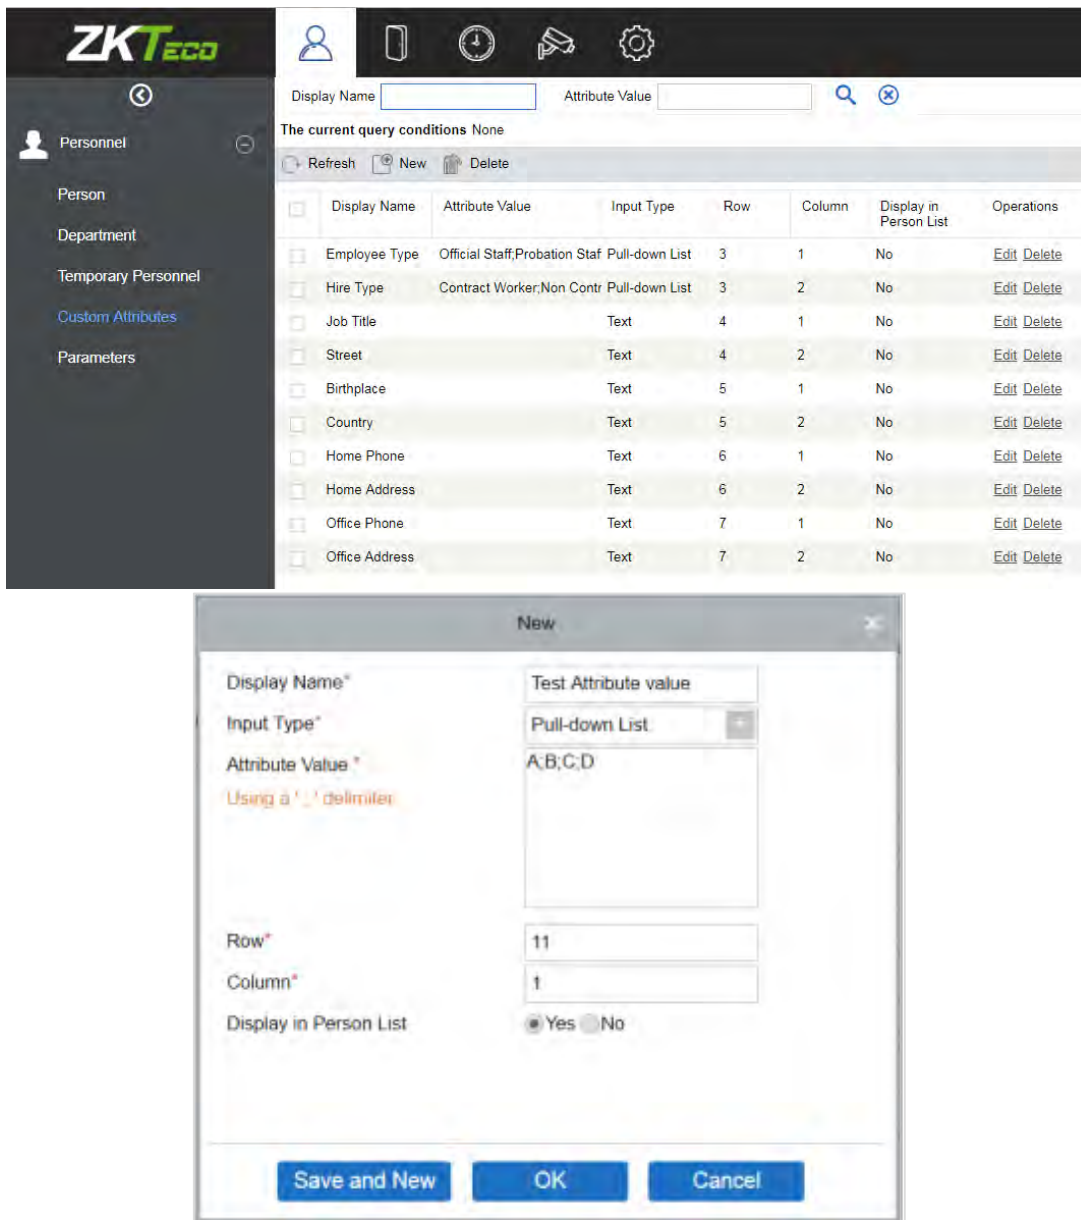 ZKTeco
Display Name Attribute Value
The current query conditions None
Refresh New Delete
Personnel
Person
Department
Temporary Personnel
Custom Attributes
Parameters
Display Name Attribute Value Input Type Row Column Display in Person List Operations
Employee Type Official Staff;Probation Staf Pull-down List 3 1 No Edit Delete
Hire Type Contract Worker;Non Contr Pull-down List 3 2 No Edit Delete
Job Title Text 4 1 No Edit Delete
Street Text 4 2 No Edit Delete
Birthplace Text 5 1 No Edit Delete
Country Text 5 2 No Edit Delete
Home Phone Text 6 1 No Edit Delete
Home Address Text 6 2 No Edit Delete
Office Phone Text 7 1 No Edit Delete
Office Address Text 7 2 No Edit Delete
New
Display Name* Test Attribute value
Input Type* Pull-down List
Attribute Value * A;B;C;D
Using a ' ' delimiter
Row* 11
Column* 1
Display in Person List Yes No
Save and New OK Cancel